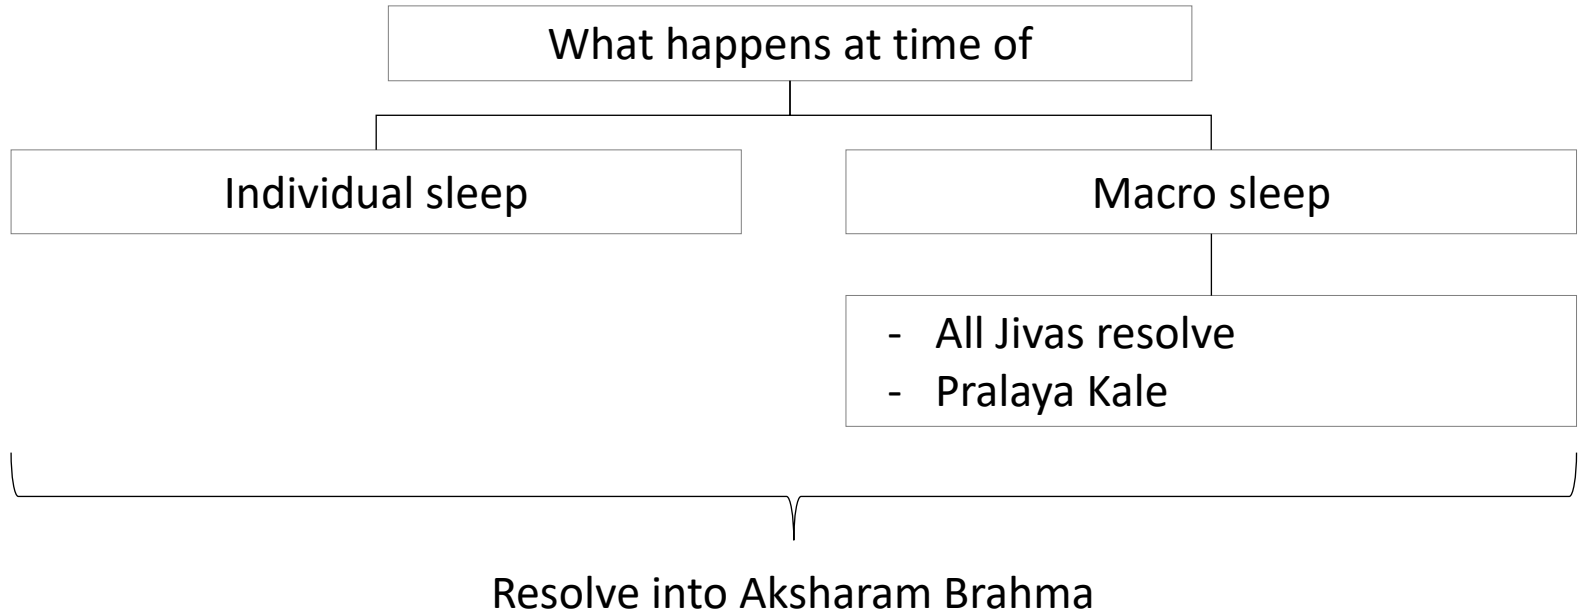 What happens at time of
Individual sleep
Macro sleep
- All Jivas resolve
- Pralaya Kale
Resolve into Aksharam Brahma